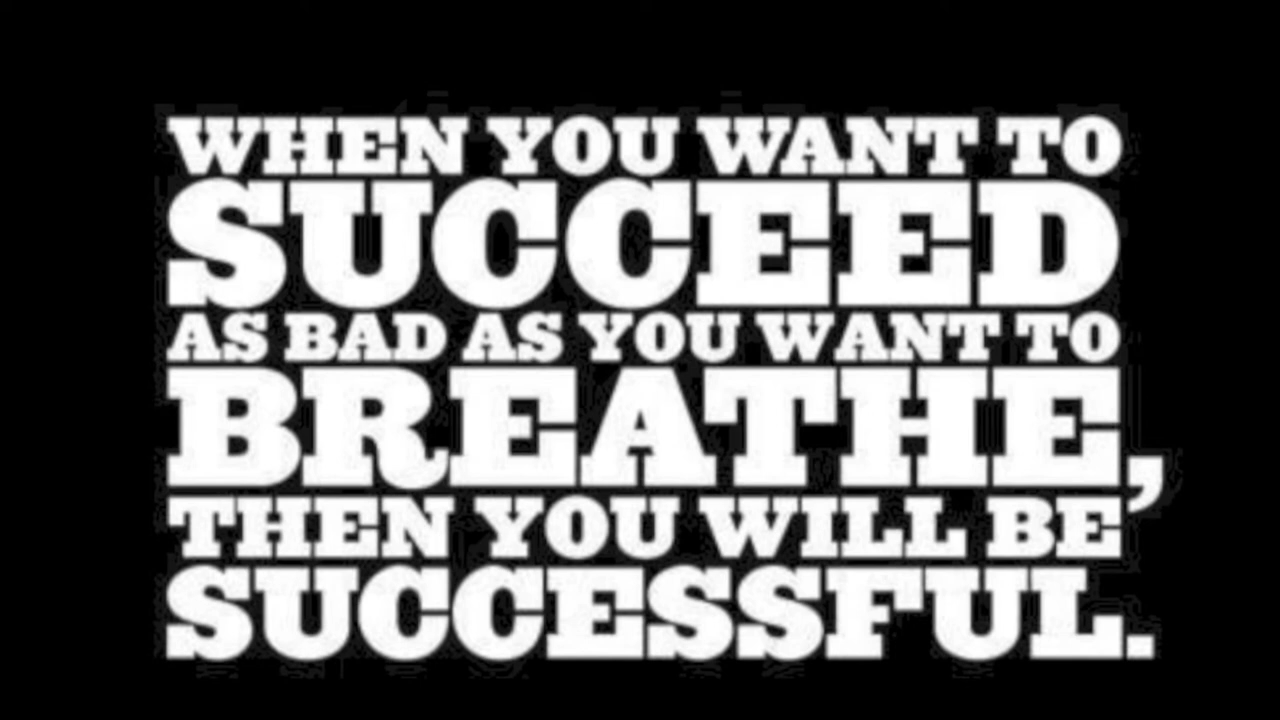 WHEN YOU WANT TO
SUCCEED
AS BAD AS YOU WANT TO
BREATHE,
THEN YOU WILL BE
SUCCESSFUL.